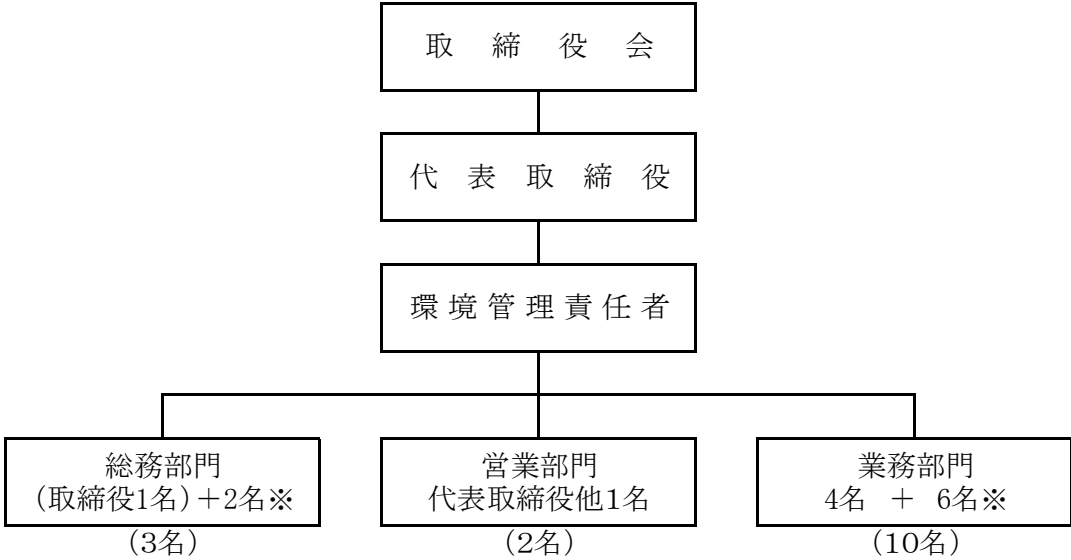 取締役会
代表取締役
環境管理責任者
総務部門
(取締役1名)+2名※
(3名)
営業部門
代表取締役他1名
(2名)
業務部門
4名 + 6名※
(10名)